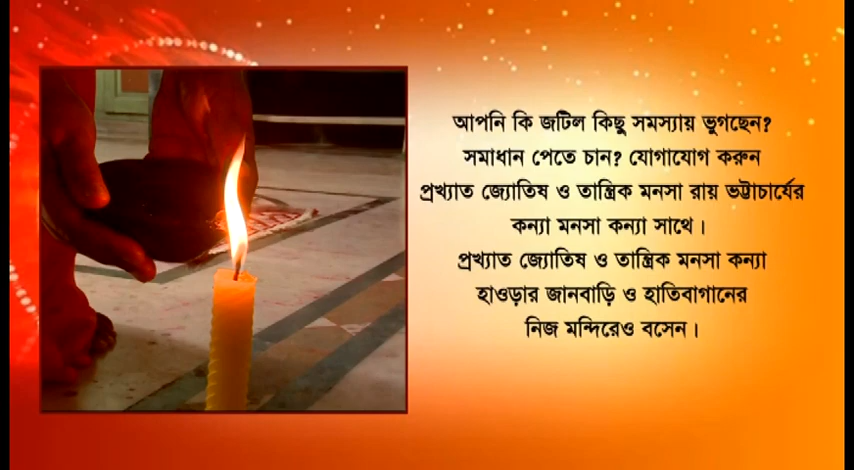 আপনি কি জটিল কিছু সমস্যায় ভুগছেন?
সমাধান পেতে চান? যোগাযোগ করুন
প্রখ্যাত জ্যোতিষ ও তান্ত্রিক মনসা রায় ভট্টাচার্যের
কন্যা মনসা কন্যা সাথে।
প্রখ্যাত জ্যোতিষ ও তান্ত্রিক মনসা কন্যা
হাওড়ার জানবাড়ি ও হাতিবাগানের
নিজ মন্দিরেও বসেন।